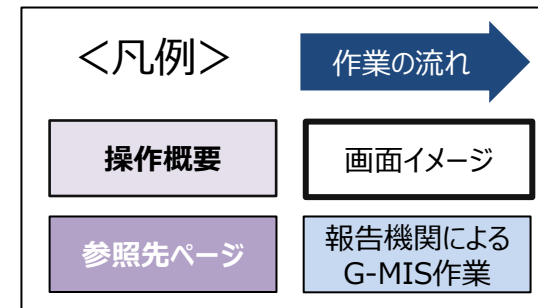 ＜凡例＞
作業の流れ
操作概要
画面イメージ
参照先ページ
報告機関による
G-MIS作業